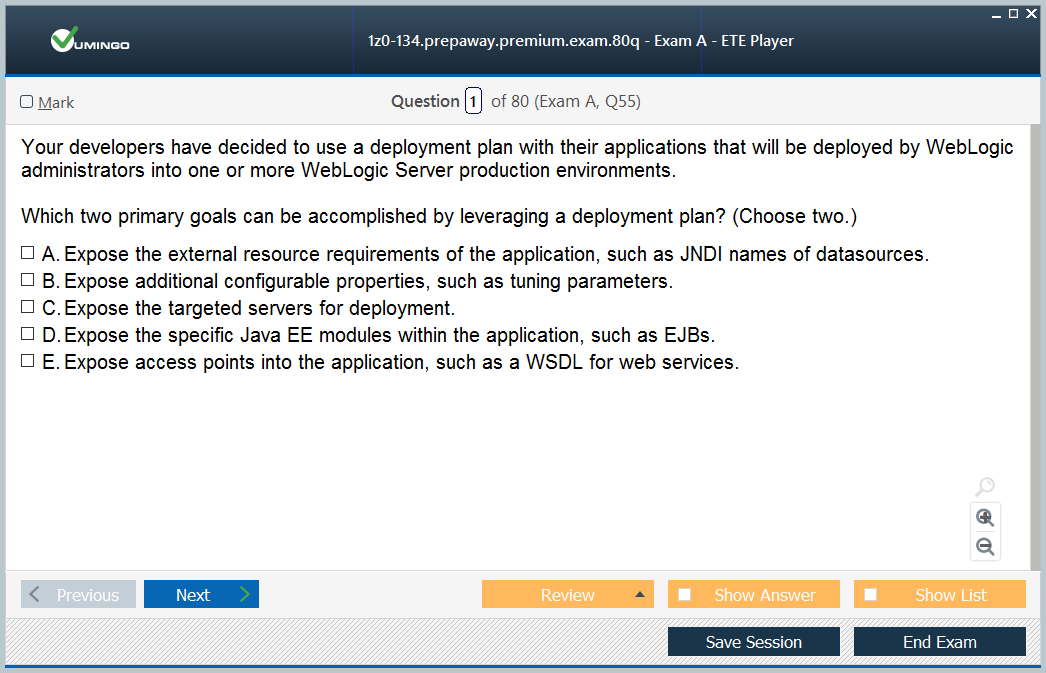 VUMINGO
1z0-134.prepaway.premium.exam.80q - Exam A - ETE Player
Mark
Question 1 of 80 (Exam A, Q55)
Your developers have decided to use a deployment plan with their applications that will be deployed by WebLogic
administrators into one or more WebLogic Server production environments.
Which two primary goals can be accomplished by leveraging a deployment plan? (Choose two.)
A. Expose the external resource requirements of the application, such as JNDI names of datasources.
B. Expose additional configurable properties, such as tuning parameters.
C. Expose the targeted servers for deployment.
D. Expose the specific Java EE modules within the application, such as EJBs.
E. Expose access points into the application, such as a WSDL for web services.
Previous
Next
Review
Show Answer
Show List
Save Session
End Exam